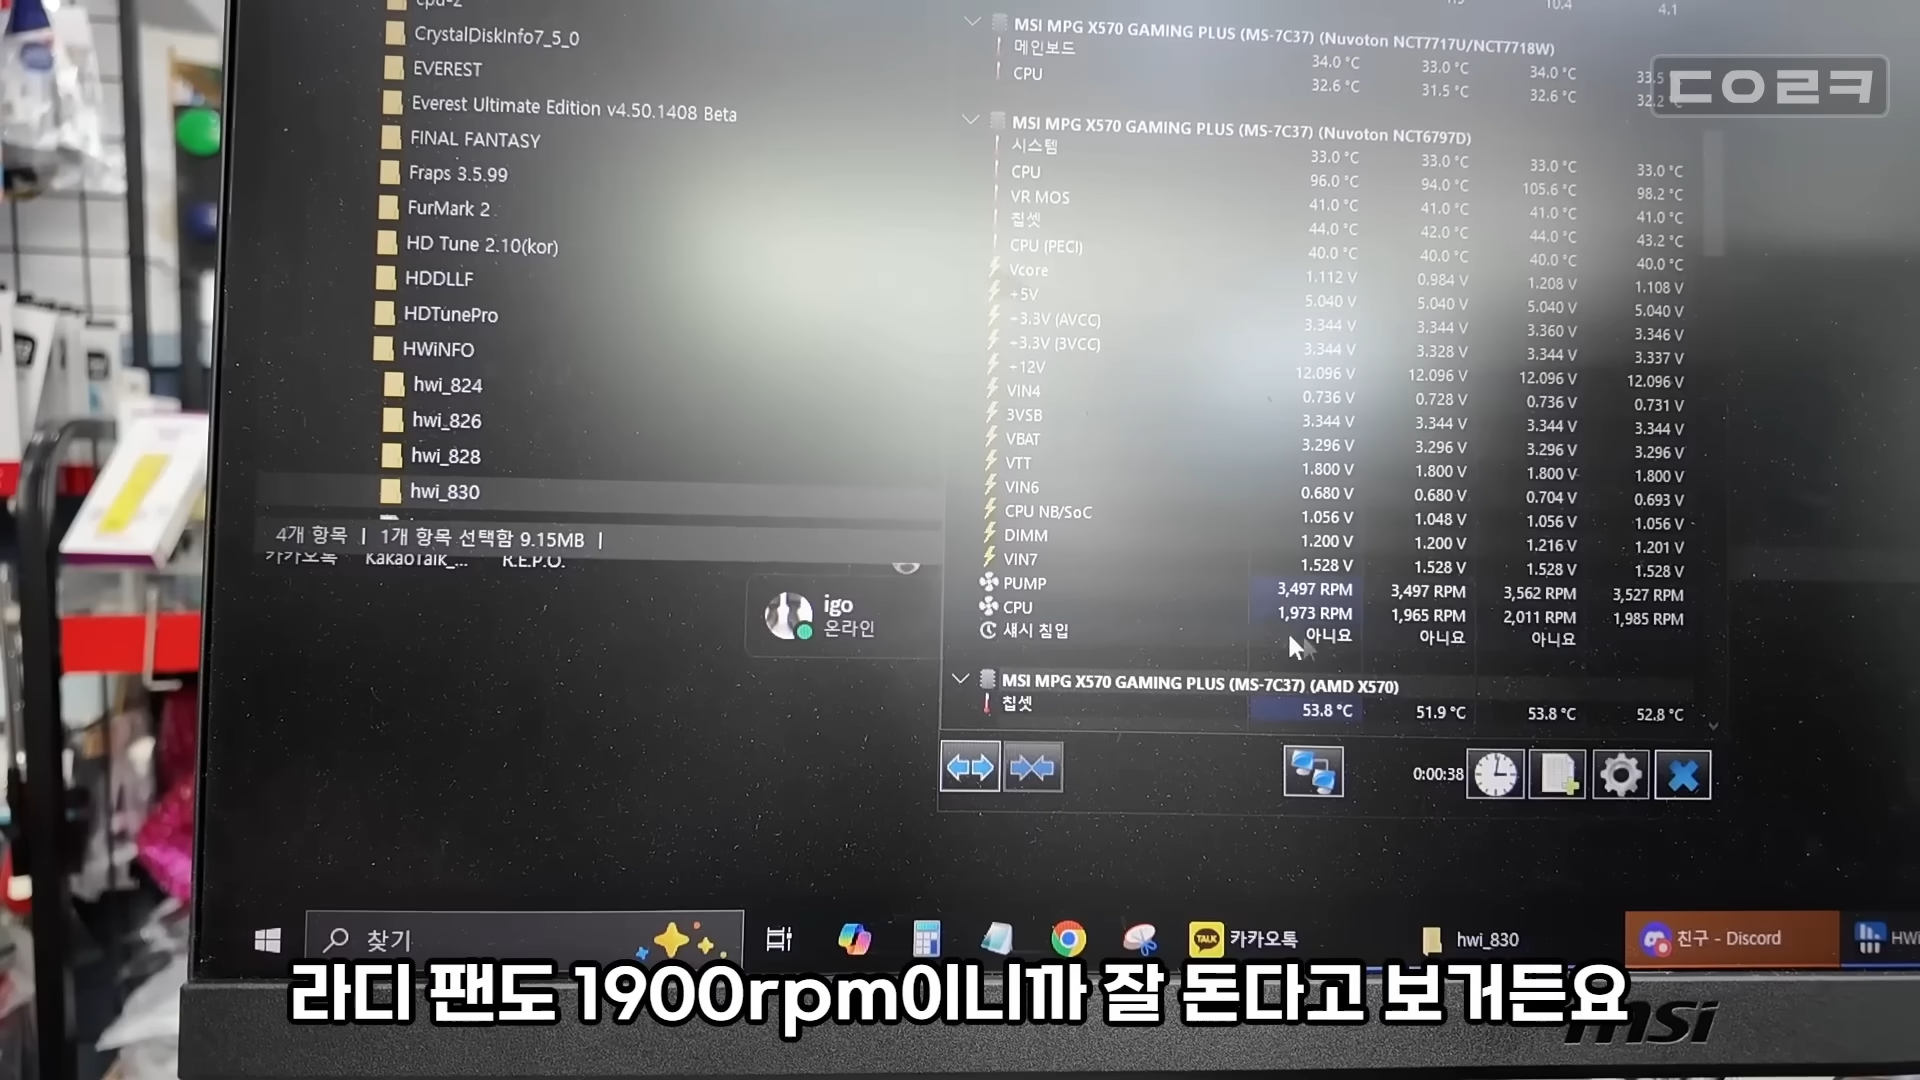 cpu-z
CrystalDiskInfo7_5_0
EVEREST
Everest Ultimate Edition v4.50.1408 Beta
FINAL FANTASY
Fraps 3.5.99
FurMark 2
HD Tune 2.10(kor)
HDDLLF
HDTunePro
HWiNFO
hwi_824
hwi_826
hwi_828
hwi_830
4개 항목 | 1개 항목 선택함 9.15MB |
카카오톡 KakaoTalk_... R.E.P.O.
igo
온라인
10.4 4.1
MSI MPG X570 GAMING PLUS (MS-7C37) (Nuvoton NCT7717U/NCT7718W)
메인보드 34.0 °C 33.0 °C 34.0 °C 33.5
CPU 32.6 °C 31.5 °C 32.6 °C 32.2
MSI MPG X570 GAMING PLUS (MS-7C37) (Nuvoton NCT6797D)
시스템 33.0 °C 33.0 °C 33.0 °C 33.0 °C
CPU 96.0 °C 94.0 °C 105.6 °C 98.2 °C
VR MOS 41.0 °C 41.0 °C 41.0 °C 41.0 °C
칩셋 44.0 °C 42.0 °C 44.0 °C 43.2 °C
CPU (PECI) 40.0 °C 40.0 °C 40.0 °C 40.0 °C
Vcore 1.112 V 0.984 V 1.208 V 1.108 V
+5V 5.040 V 5.040 V 5.040 V 5.040 V
+3.3V (AVCC) 3.344 V 3.344 V 3.360 V 3.346 V
+3.3V (3VCC) 3.344 V 3.328 V 3.344 V 3.337 V
+12V 12.096 V 12.096 V 12.096 V 12.096 V
VIN4 0.736 V 0.728 V 0.736 V 0.731 V
3VSB 3.344 V 3.344 V 3.344 V 3.344 V
VBAT 3.296 V 3.296 V 3.296 V 3.296 V
VTT 1.800 V 1.800 V 1.800 V 1.800 V
VIN6 0.680 V 0.680 V 0.704 V 0.693 V
CPU NB/SoC 1.056 V 1.048 V 1.056 V 1.056 V
DIMM 1.200 V 1.200 V 1.216 V 1.201 V
VIN7 1.528 V 1.528 V 1.528 V 1.528 V
PUMP 3,497 RPM 3,497 RPM 3,562 RPM 3,527 RPM
CPU 1,973 RPM 1,965 RPM 2,011 RPM 1,985 RPM
섀시 침입 아니요 아니요 아니요
MSI MPG X570 GAMING PLUS (MS-7C37) (AMD X570)
칩셋 53.8 °C 51.9 °C 53.8 °C 52.8 °C
0:00:38
찾기
TALK 카카오톡
hwi_830
친구 - Discord
HWi
라디 팬도 1900rpm이니까 잘 돈다고 보거든요
msi